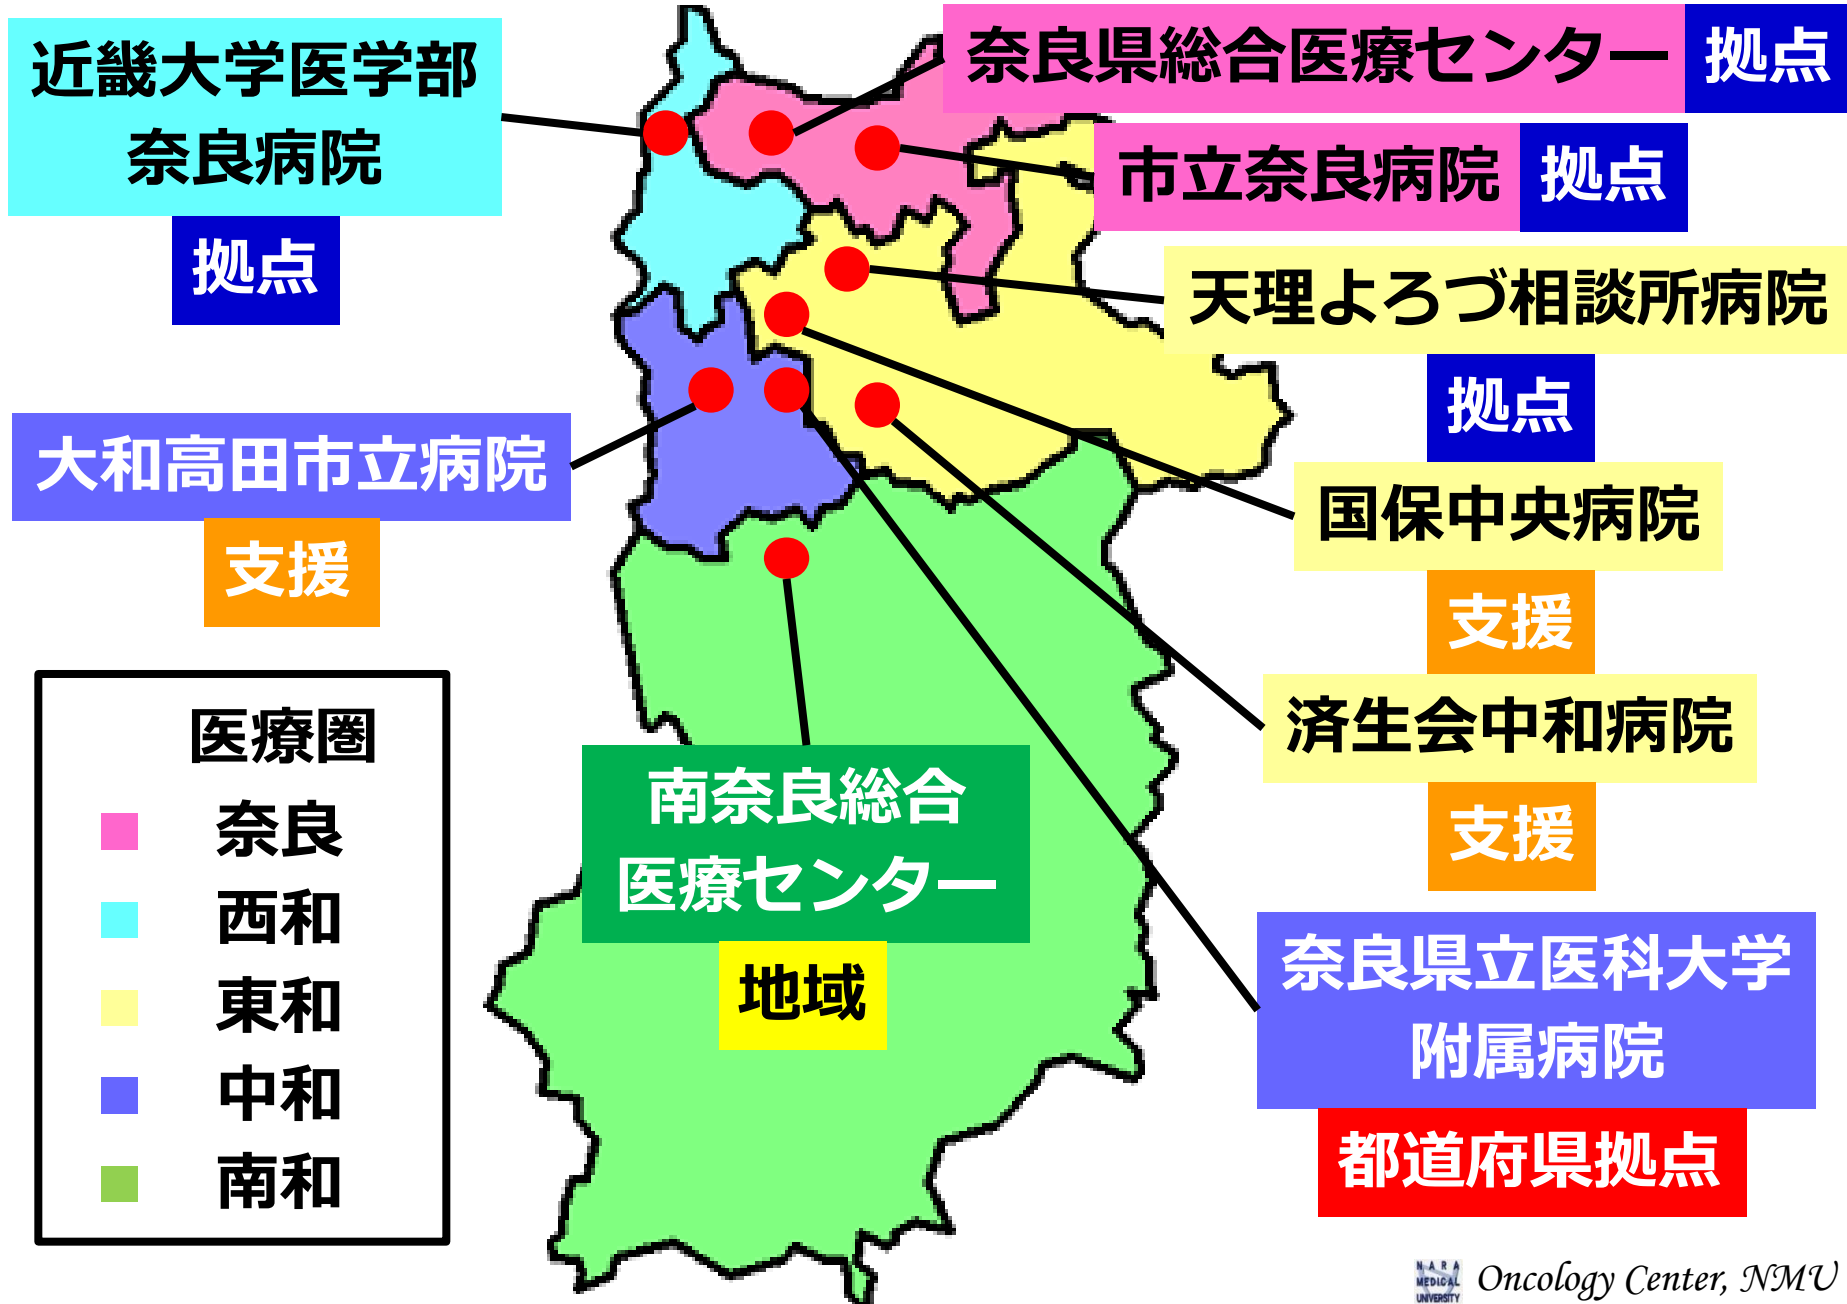 近畿大学医学部
奈良病院
拠点
奈良県総合医療センター 拠点
市立奈良病院 拠点
天理よろづ相談所病院
拠点
大和高田市立病院
支援
国保中央病院
支援
済生会中和病院
支援
南奈良総合
医療センター
地域
奈良県立医科大学
附属病院
都道府県拠点
医療圏
奈良
西和
東和
中和
南和
NARA
MEDICAL
UNIVERSITY
Oncology Center, NMU